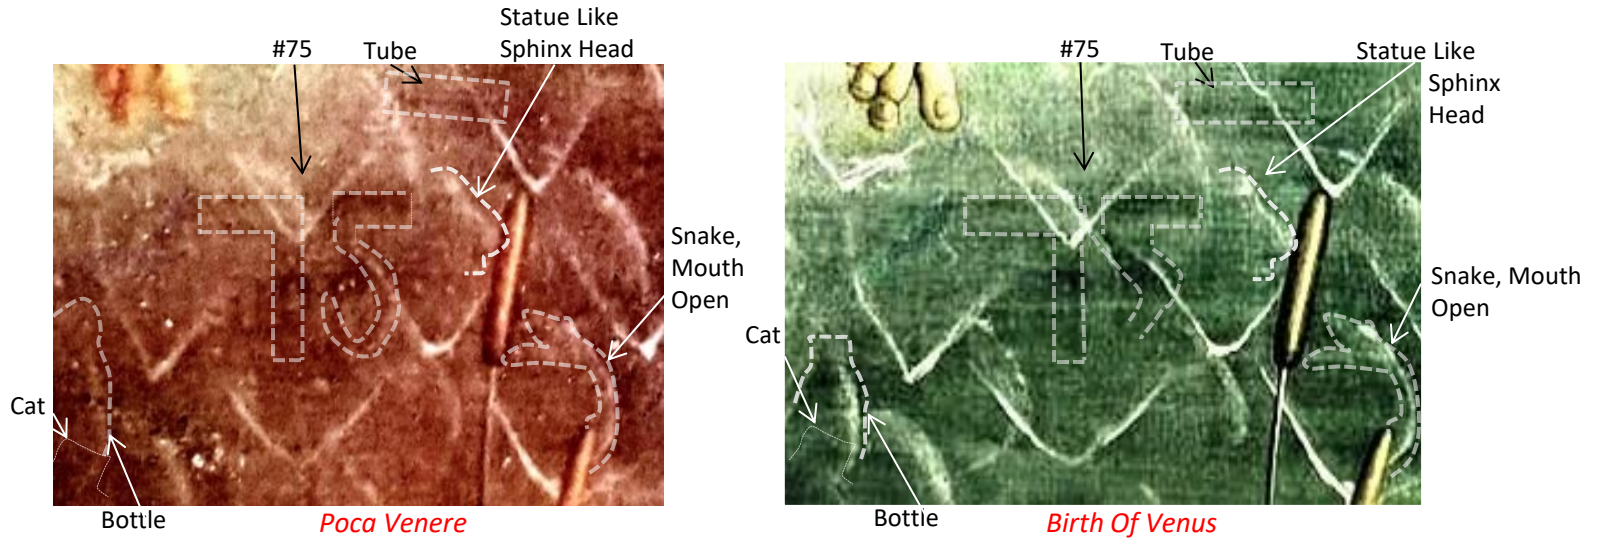 Statue Like
Sphinx Head
#75
Tube
Snake,
Mouth
Open
Cat
Bottle
Poca Venere
#75
Tube
Statue Like
Sphinx
Head
Snake, Mouth
Open
Cat
Bottle
Birth Of Venus